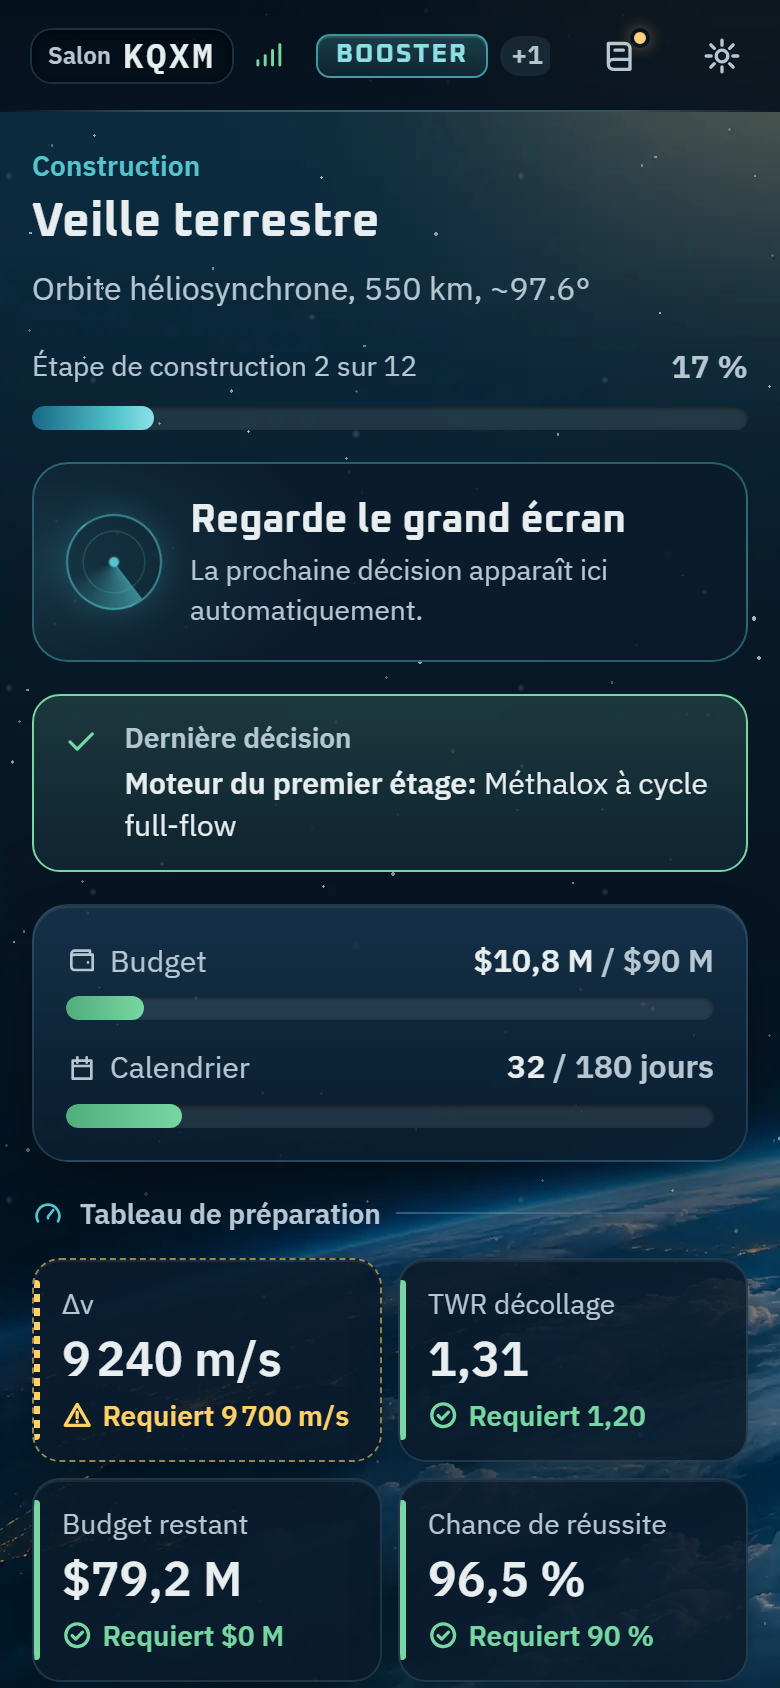 Salon KQXM BOOSTER +1
Construction
Veille terrestre
Orbite héliosynchrone, 550 km, ~97.6°
Étape de construction 2 sur 12 17 %
Regarde le grand écran
La prochaine décision apparaît ici
automatiquement.
Dernière décision
Moteur du premier étage: Méthalox à cycle
full-flow
Budget $10,8 M / $90 M
Calendrier 32 / 180 jours
Tableau de préparation
Δv
9 240 m/s
Requiert 9 700 m/s
TWR décollage
1,31
Requiert 1,20
Budget restant
$79,2 M
Requiert $0 M
Chance de réussite
96,5 %
Requiert 90 %